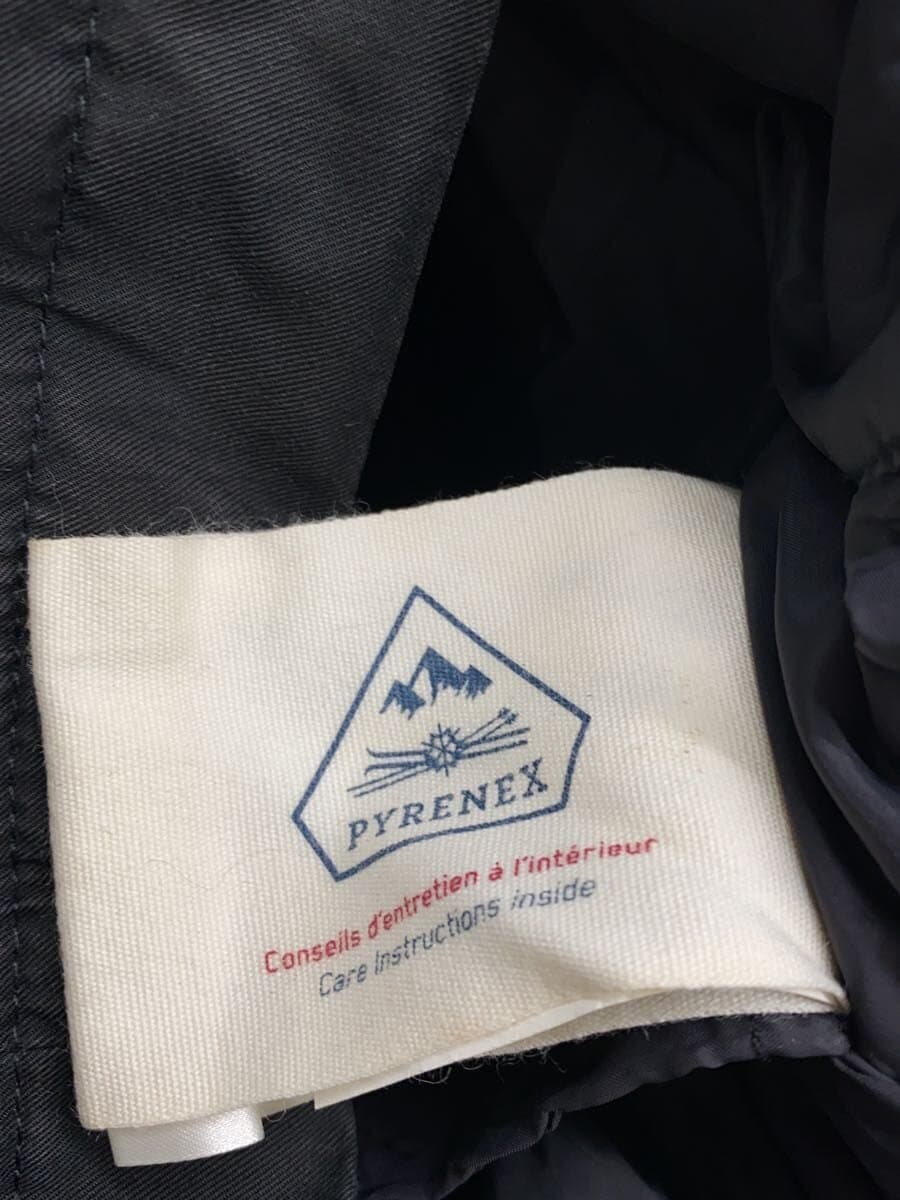 PYRENEX
Conseils d'entretien à l'intérieur
Care Instructions inside